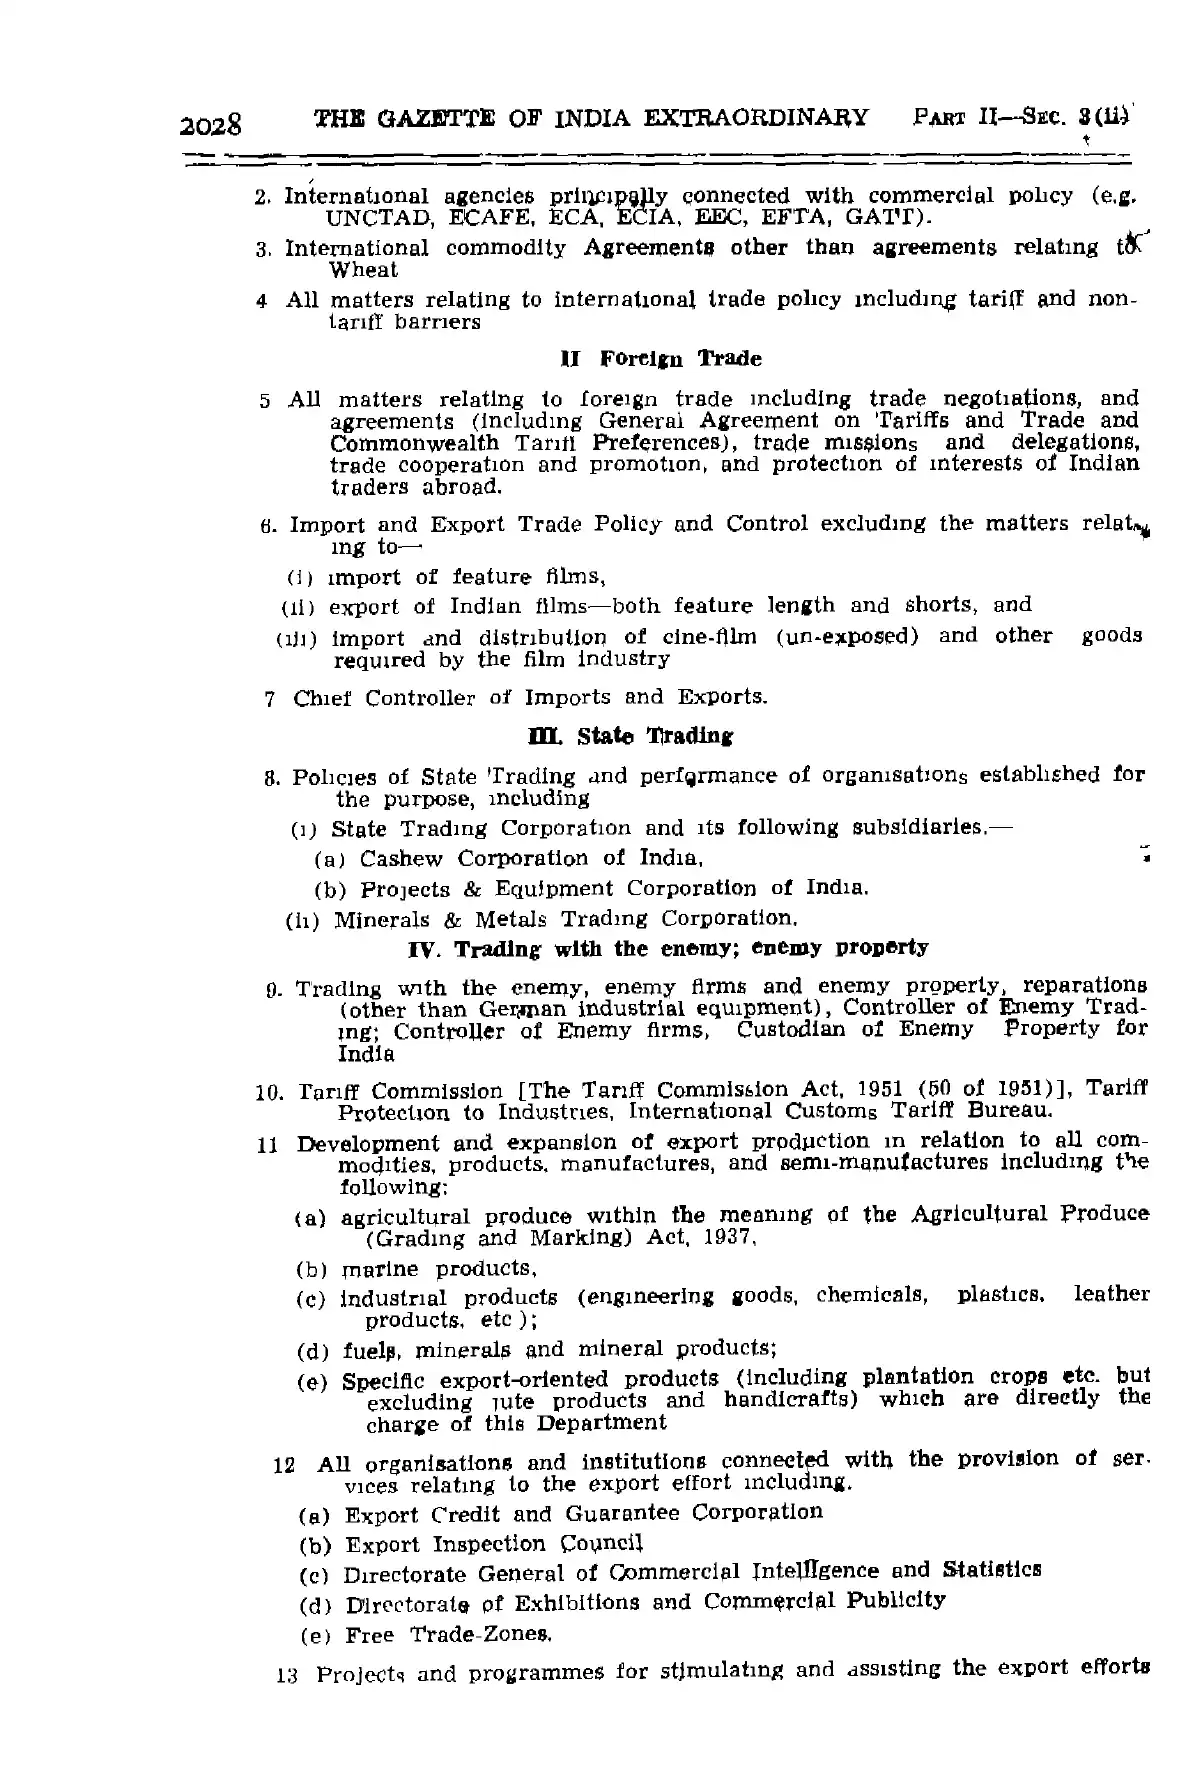 2028 THE GAZETTE OF INDIA EXTRAORDINARY PART II—SEC. 3(ii)
2. International agencies principally connected with commercial policy (e.g.
UNCTAD, ECAFE, ECA, ECIA, EEC, EFTA, GATT).
3. International commodity Agreements other than agreements relating to
Wheat
4 All matters relating to international trade policy including tariff and non-
tariff barriers
II Foreign Trade
5 All matters relating to foreign trade including trade negotiations, and
agreements (including General Agreement on Tariffs and Trade and
Commonwealth Tariff Preferences), trade missions and delegations,
trade cooperation and promotion, and protection of interests of Indian
traders abroad.
6. Import and Export Trade Policy and Control excluding the matters relat-
ing to—
(i) import of feature films,
(ii) export of Indian films—both feature length and shorts, and
(iii) import and distribution of cine-film (un-exposed) and other goods
required by the film industry
7 Chief Controller of Imports and Exports.
III. State Trading
8. Policies of State Trading and performance of organisations established for
the purpose, including
(i) State Trading Corporation and its following subsidiaries.—
(a) Cashew Corporation of India,
(b) Projects & Equipment Corporation of India.
(ii) Minerals & Metals Trading Corporation.
IV. Trading with the enemy; enemy property
9. Trading with the enemy, enemy firms and enemy property, reparations
(other than German industrial equipment), Controller of Enemy Trad-
ing; Controller of Enemy firms, Custodian of Enemy Property for
India
10. Tariff Commission [The Tariff Commission Act, 1951 (50 of 1951)], Tariff
Protection to Industries, International Customs Tariff Bureau.
11 Development and expansion of export production in relation to all com-
modities, products, manufactures, and semi-manufactures including the
following:
(a) agricultural produce within the meaning of the Agricultural Produce
(Grading and Marking) Act, 1937,
(b) marine products,
(c) industrial products (engineering goods, chemicals, plastics, leather
products, etc );
(d) fuels, minerals and mineral products;
(e) Specific export-oriented products (including plantation crops etc. but
excluding jute products and handicrafts) which are directly the
charge of this Department
12 All organisations and institutions connected with the provision of ser-
vices relating to the export effort including.
(a) Export Credit and Guarantee Corporation
(b) Export Inspection Council
(c) Directorate General of Commercial Intelligence and Statistics
(d) Directorate of Exhibitions and Commercial Publicity
(e) Free Trade-Zones.
13 Projects and programmes for stimulating and assisting the export efforts